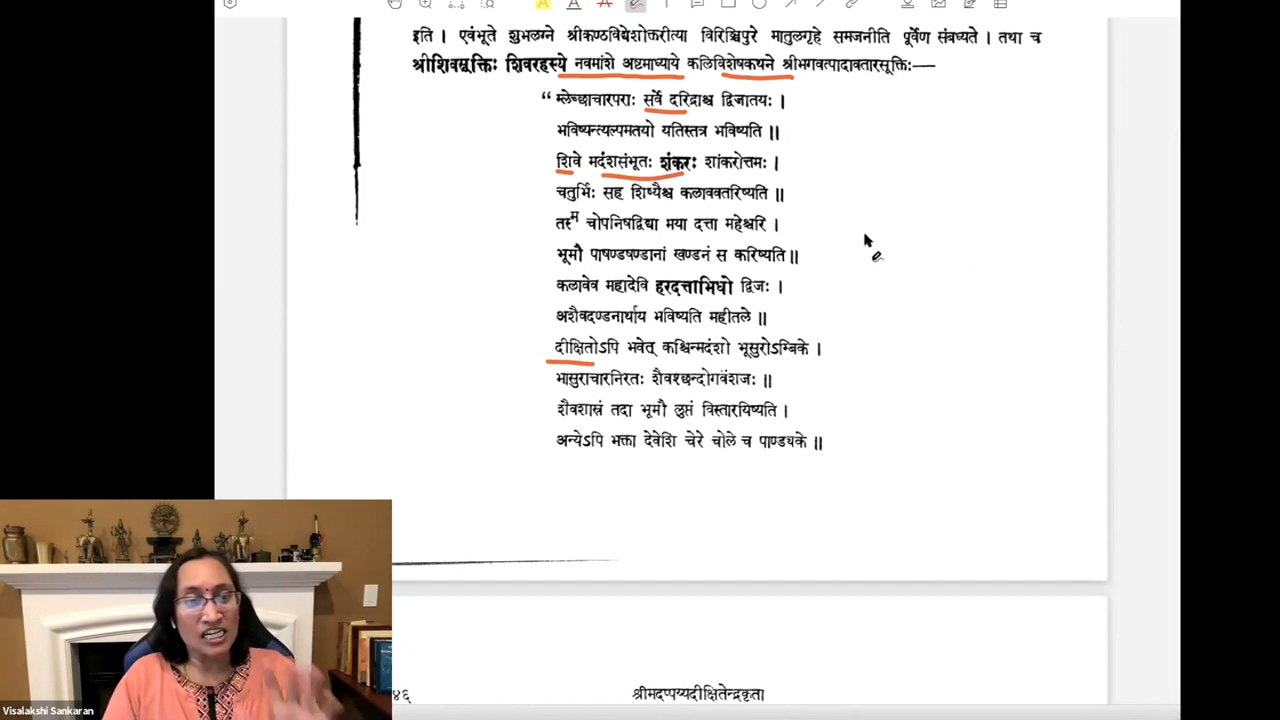 इति । एवंभूते शुभलग्ने श्रीकण्ठविद्येशोक्तरीत्या विरिञ्चिपुरे मातुलगृहे समजनीति पूर्वेण संबध्यते । तथा च
श्रीशिवसूक्तिः शिवरहस्ये नवमांशे अष्टमाध्याये कलिविशेषकथने श्रीभगवत्पादावतारसूक्तिः—
“ म्लेच्छाचारपराः सर्वे दरिद्राश्च द्विजातयः ।
भविष्यन्त्यल्पमतयो यतिस्तत्र भविष्यति ॥
शिवे मदंशसंभूतः शंकरः शांकरोत्तमः ।
चतुर्भिः सह शिष्यैश्च कलाववतरिष्यति ॥
चोपनिषद्विद्या मया दत्ता महेश्वरि ।
भूमौ पाषण्डषण्डानां खण्डनं स करिष्यति॥
कलावेव महादेवि हरदत्ताभिधो द्विजः ।
अशैवदण्डनार्थाय भविष्यति महीतले ॥
दीक्षितोऽपि भवेत् कश्चिन्मदंशो भूसुरोऽम्बिके ।
भासुराचारनिरतः शैवश्छन्दोगवंशजः ॥
शैवशास्त्रं तदा भूमौ लुप्तं विस्तारयिष्यति ।
अन्येऽपि भक्ता देवेशि चेरे चोले च पाण्ड्यके ॥
४६ श्रीमदप्पय्यदीक्षितेन्द्रकृता
Visalakshi Sankaran